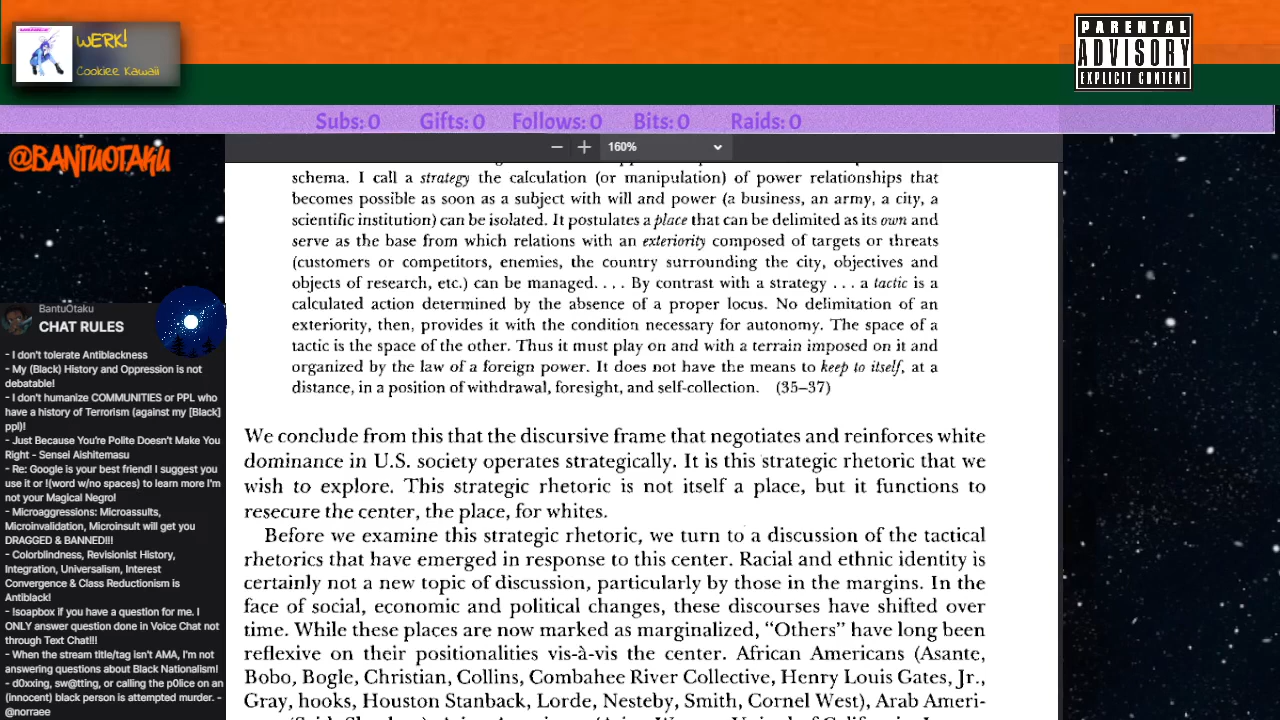 WERK!
Cookiee Kawaii
PARENTAL
ADVISORY
EXPLICIT CONTENT
Subs: 0 Gifts: 0 Follows: 0 Bits: 0 Raids: 0
@BANTUOTAKU
160%
schema. I call a strategy the calculation (or manipulation) of power relationships that
becomes possible as soon as a subject with will and power (a business, an army, a city, a
scientific institution) can be isolated. It postulates a place that can be delimited as its own and
serve as the base from which relations with an exteriority composed of targets or threats
(customers or competitors, enemies, the country surrounding the city, objectives and
objects of research, etc.) can be managed. . . . By contrast with a strategy . . . a tactic is a
calculated action determined by the absence of a proper locus. No delimitation of an
exteriority, then, provides it with the condition necessary for autonomy. The space of a
tactic is the space of the other. Thus it must play on and with a terrain imposed on it and
organized by the law of a foreign power. It does not have the means to keep to itself, at a
distance, in a position of withdrawal, foresight, and self-collection. (35–37)
We conclude from this that the discursive frame that negotiates and reinforces white
dominance in U.S. society operates strategically. It is this strategic rhetoric that we
wish to explore. This strategic rhetoric is not itself a place, but it functions to
resecure the center, the place, for whites.
Before we examine this strategic rhetoric, we turn to a discussion of the tactical
rhetorics that have emerged in response to this center. Racial and ethnic identity is
certainly not a new topic of discussion, particularly by those in the margins. In the
face of social, economic and political changes, these discourses have shifted over
time. While these places are now marked as marginalized, “Others” have long been
reflexive on their positionalities vis-à-vis the center. African Americans (Asante,
Bobo, Bogle, Christian, Collins, Combahee River Collective, Henry Louis Gates, Jr.,
Gray, hooks, Houston Stanback, Lorde, Nesteby, Smith, Cornel West), Arab Ameri-
BantuOtaku
CHAT RULES
- I don't tolerate Antiblackness
- My (Black) History and Oppression is not
debatable!
- I don't humanize COMMUNITIES or PPL who
have a history of Terrorism (against my [Black]
ppl)!
- Just Because You're Polite Doesn't Make You
Right - Sensei Aishitemasu
- Re: Google is your best friend! I suggest you
use it or !(word w/no spaces) to learn more I'm
not your Magical Negro!
- Microaggressions: Microassults,
Microinvalidation, Microinsult will get you
DRAGGED & BANNED!!!
- Colorblindness, Revisionist History,
Integration, Universalism, Interest
Convergence & Class Reductionism is
Antiblack!
- !soapbox if you have a question for me. I
ONLY answer question done in Voice Chat not
through Text Chat!!!
- When the stream title/tag isn't AMA, I'm not
answering questions about Black Nationalism!
- d0xxing, sw@tting, or calling the p0lice on an
(innocent) black person is attempted murder. -
@norraee